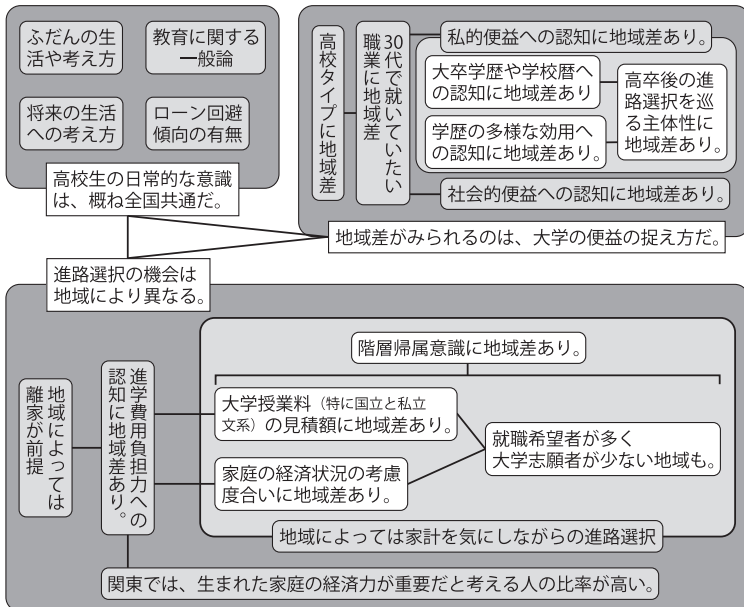 ふだんの生
活や考え方
教育に関する
一般論
将来の生活
への考え方
ローン回避
傾向の有無
高校生の日常的な意識
は、概ね全国共通だ。
高校タイプに地域差
30代で就いていたい
職業に地域差
私的便益への認知に地域差あり。
大卒学歴や学校暦へ
の認知に地域差あり
学歴の多様な効用へ
の認知に地域差あり。
高卒後の進
路選択を巡
る主体性に
地域差あり。
社会的便益への認知に地域差あり。
地域差がみられるのは、大学の便益の捉え方だ。
進路選択の機会は
地域により異なる。
地域によっては
離家が前提
進学費用負担力への
認知に地域差あり。
階層帰属意識に地域差あり。
大学授業料（特に国立と私立
文系）の見積額に地域差あり。
家庭の経済状況の考慮
度合いに地域差あり。
就職希望者が多く
大学志願者が少ない地域も。
地域によっては家計を気にしながらの進路選択
関東では、生まれた家庭の経済力が重要だと考える人の比率が高い。